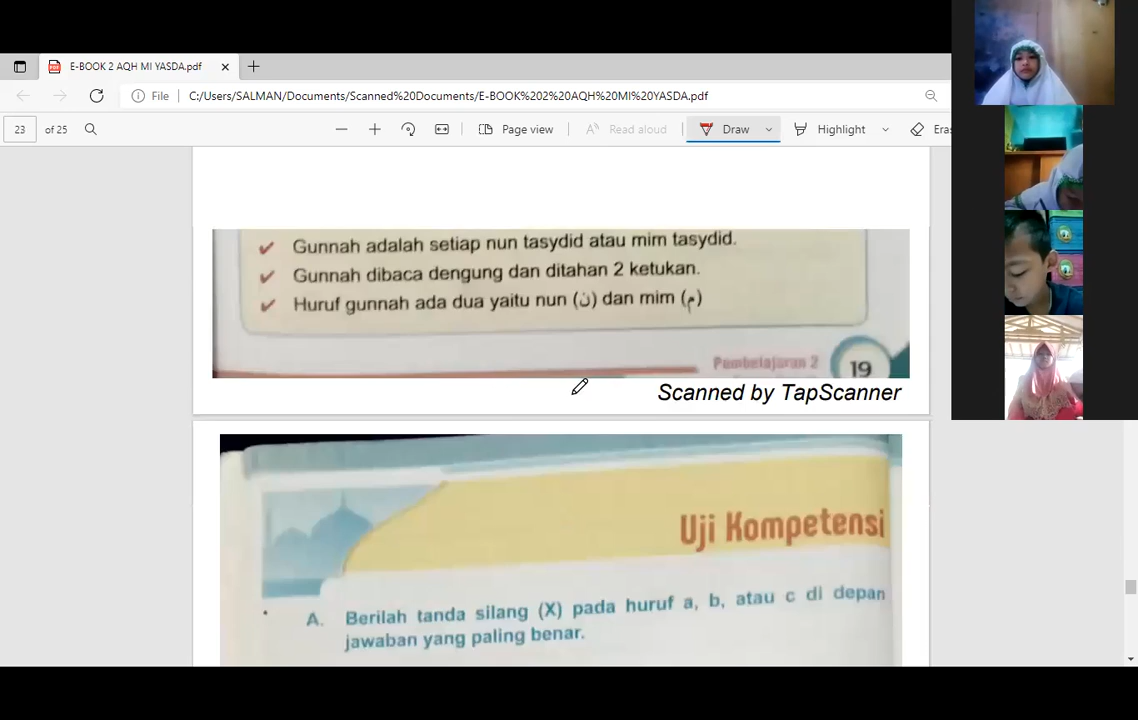 E-BOOK 2 AQH MI YASDA.pdf
File
C:/Users/SALMAN/Documents/Scanned%20Documents/E-BOOK%202%20AQH%20MI%20YASDA.pdf
23 of 25
Page view
Read aloud
Draw
Highlight
Eras
Gunnah adalah setiap nun tasydid atau mim tasydid.
Gunnah dibaca dengung dan ditahan 2 ketukan.
Huruf gunnah ada dua yaitu nun (ن) dan mim (م)
Pembelajaran 2
19
Scanned by TapScanner
Uji Kompetensi
A. Berilah tanda silang (X) pada huruf a, b, atau c di depan
jawaban yang paling benar.